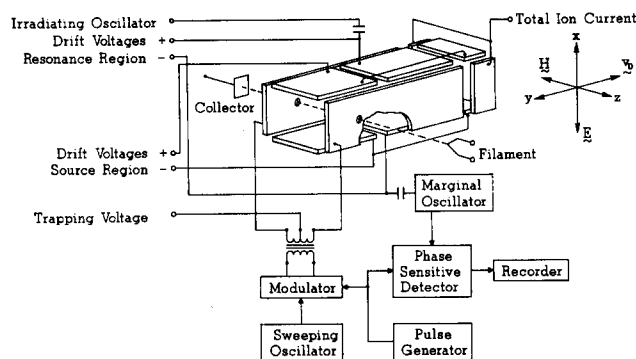 Irradiating Oscillator
Drift Voltages +
Resonance Region -
Total Ion Current
x
H
v_D
y
z
E
Collector
Filament
Drift Voltages +
Source Region -
Trapping Voltage
Marginal
Oscillator
Phase
Sensitive
Detector
Recorder
Modulator
Sweeping
Oscillator
Pulse
Generator